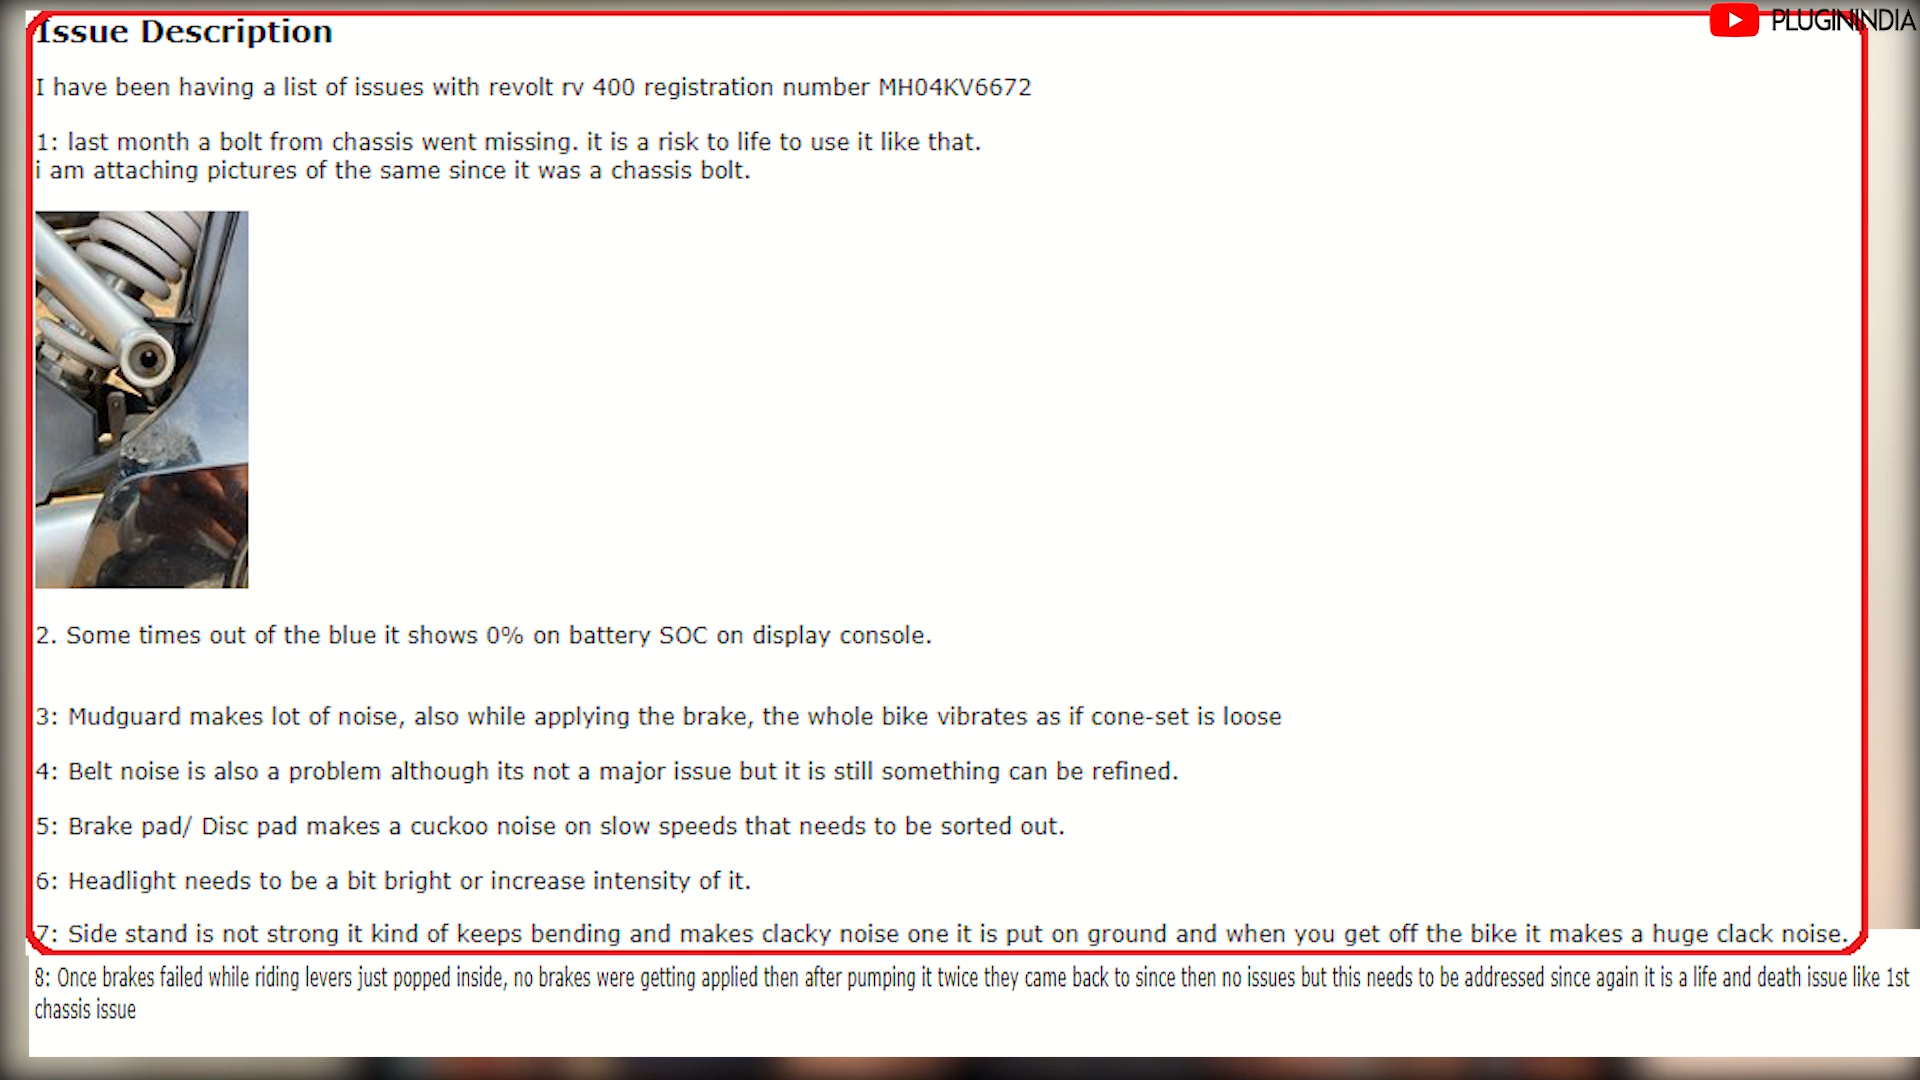 PLUGININDIA
Issue Description
I have been having a list of issues with revolt rv 400 registration number MH04KV6672
1: last month a bolt from chassis went missing. it is a risk to life to use it like that.
i am attaching pictures of the same since it was a chassis bolt.
2. Some times out of the blue it shows 0% on battery SOC on display console.
3: Mudguard makes lot of noise, also while applying the brake, the whole bike vibrates as if cone-set is loose
4: Belt noise is also a problem although its not a major issue but it is still something can be refined.
5: Brake pad/ Disc pad makes a cuckoo noise on slow speeds that needs to be sorted out.
6: Headlight needs to be a bit bright or increase intensity of it.
7: Side stand is not strong it kind of keeps bending and makes clacky noise one it is put on ground and when you get off the bike it makes a huge clack noise.
8: Once brakes failed while riding levers just popped inside, no brakes were getting applied then after pumping it twice they came back to since then no issues but this needs to be addressed since again it is a life and death issue like 1st
chassis issue